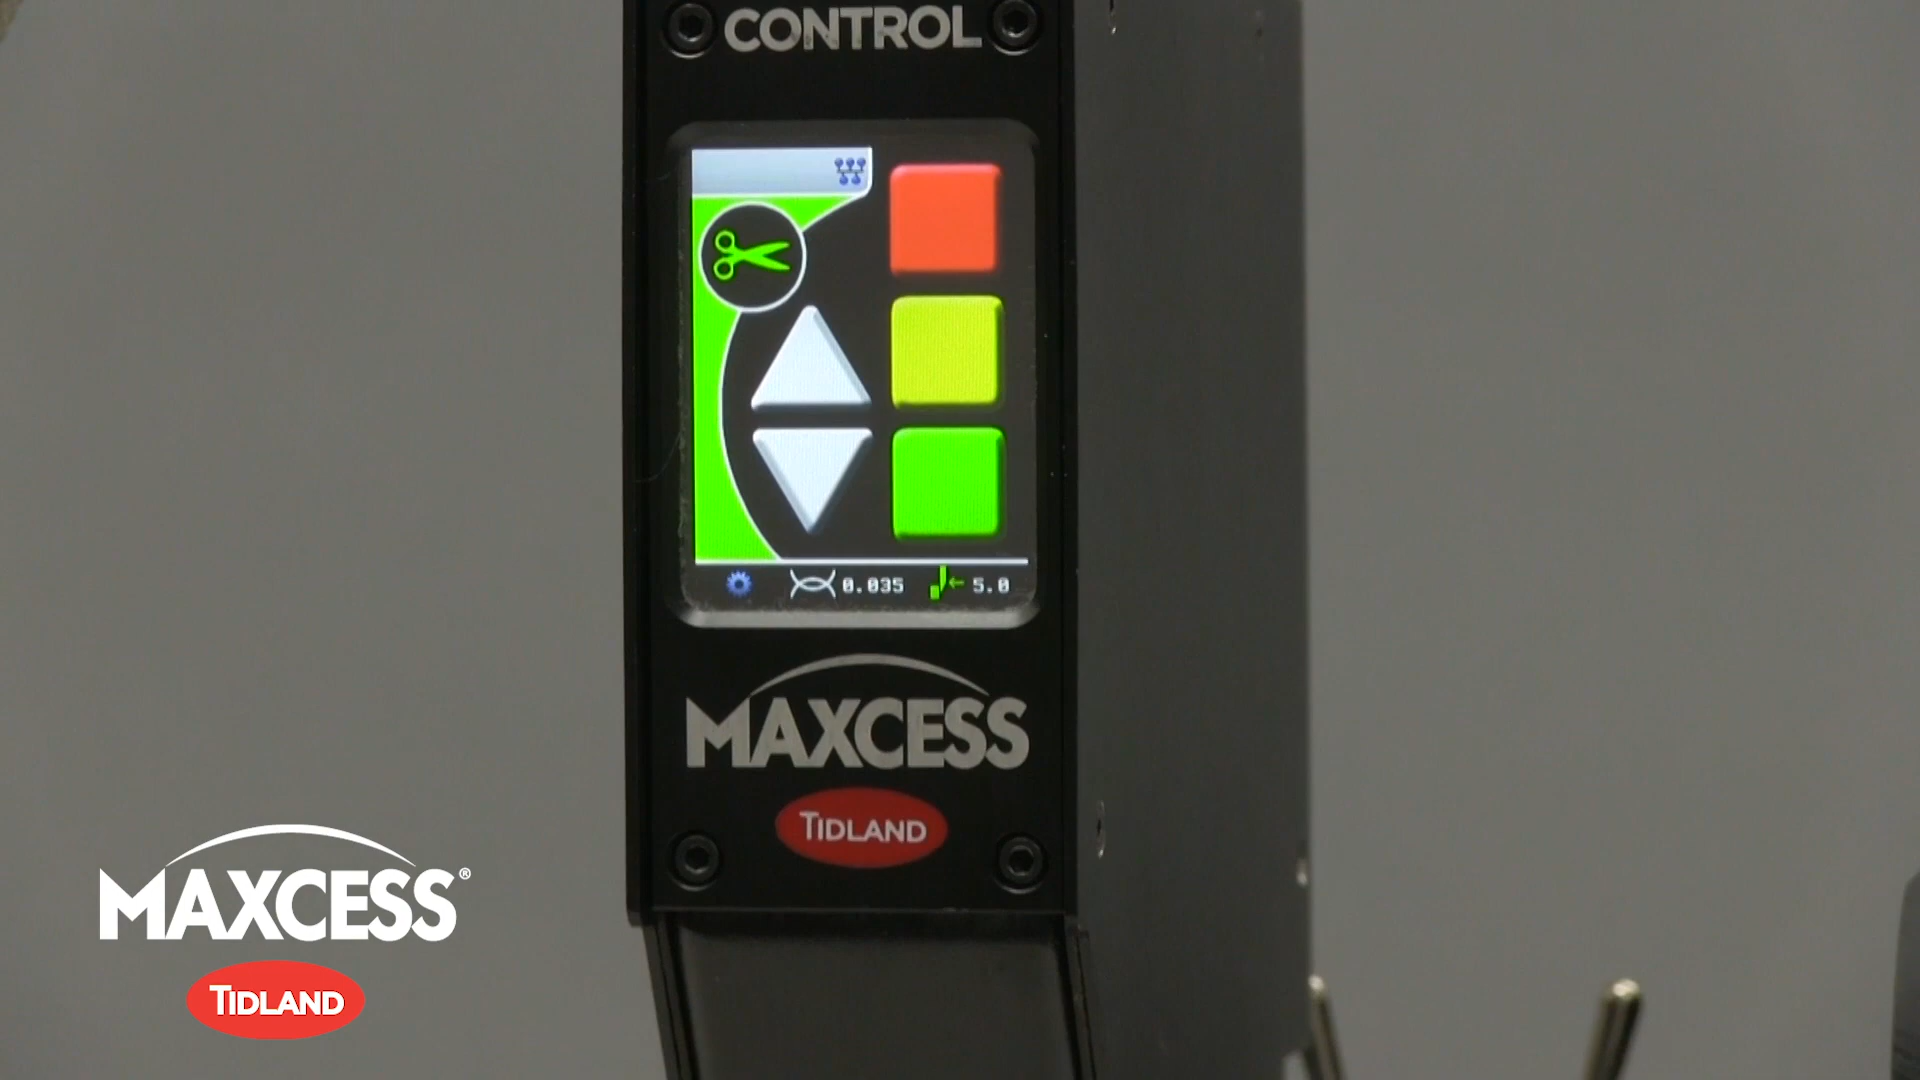 CONTROL
0.035 5.0
MAXCESS
TIDLAND
MAXCESS®
TIDLAND